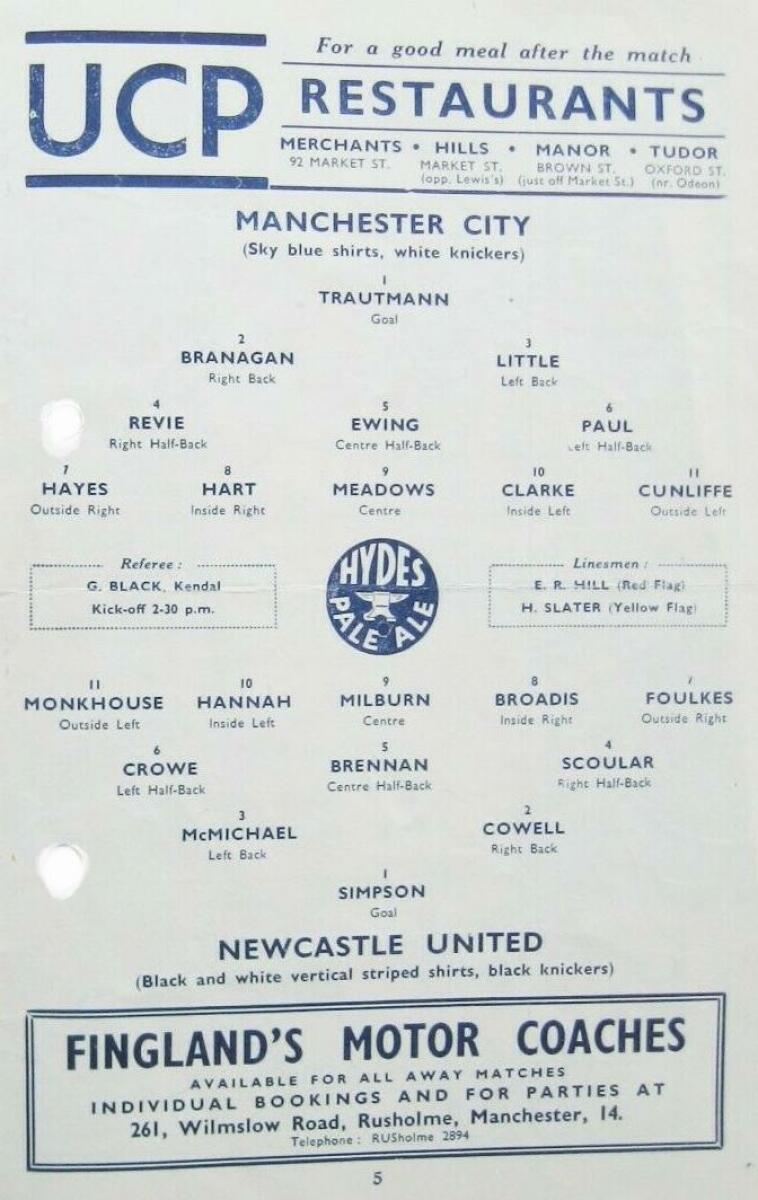 UCP
For a good meal after the match
RESTAURANTS
MERCHANTS • HILLS • MANOR • TUDOR
92 MARKET ST. MARKET ST. BROWN ST. OXFORD ST.
(opp. Lewis's) (just off Market St.) (nr. Odeon)
MANCHESTER CITY
(Sky blue shirts, white knickers)
1
TRAUTMANN
Goal
2 3
BRANAGAN LITTLE
Right Back Left Back
4 5 6
REVIE EWING PAUL
Right Half-Back Centre Half-Back Left Half-Back
7 8 9 10 11
HAYES HART MEADOWS CLARKE CUNLIFFE
Outside Right Inside Right Centre Inside Left Outside Left
Referee : Linesmen :
G. BLACK, Kendal E. R. HILL (Red Flag)
Kick-off 2-30 p.m. H. SLATER (Yellow Flag)
HYDES
PALE ALE
11 10 9 8 7
MONKHOUSE HANNAH MILBURN BROADIS FOULKES
Outside Left Inside Left Centre Inside Right Outside Right
6 5 4
CROWE BRENNAN SCOULAR
Left Half-Back Centre Half-Back Right Half-Back
3 2
McMICHAEL COWELL
Left Back Right Back
1
SIMPSON
Goal
NEWCASTLE UNITED
(Black and white vertical striped shirts, black knickers)
FINGLAND'S MOTOR COACHES
AVAILABLE FOR ALL AWAY MATCHES
INDIVIDUAL BOOKINGS AND FOR PARTIES AT
261, Wilmslow Road, Rusholme, Manchester, 14.
Telephone : RUSholme 2894
5